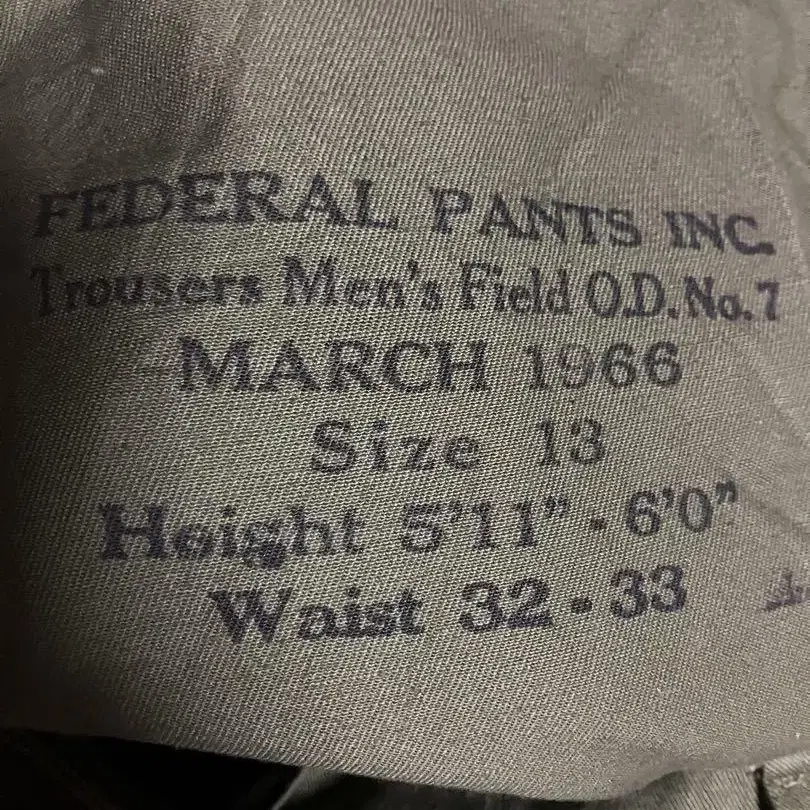 FEDERAL PANTS INC.
Trousers Men's Field O.D. No. 7
MARCH 1966
Size 13
Height 5'11" - 6'0"
Waist 32 - 33